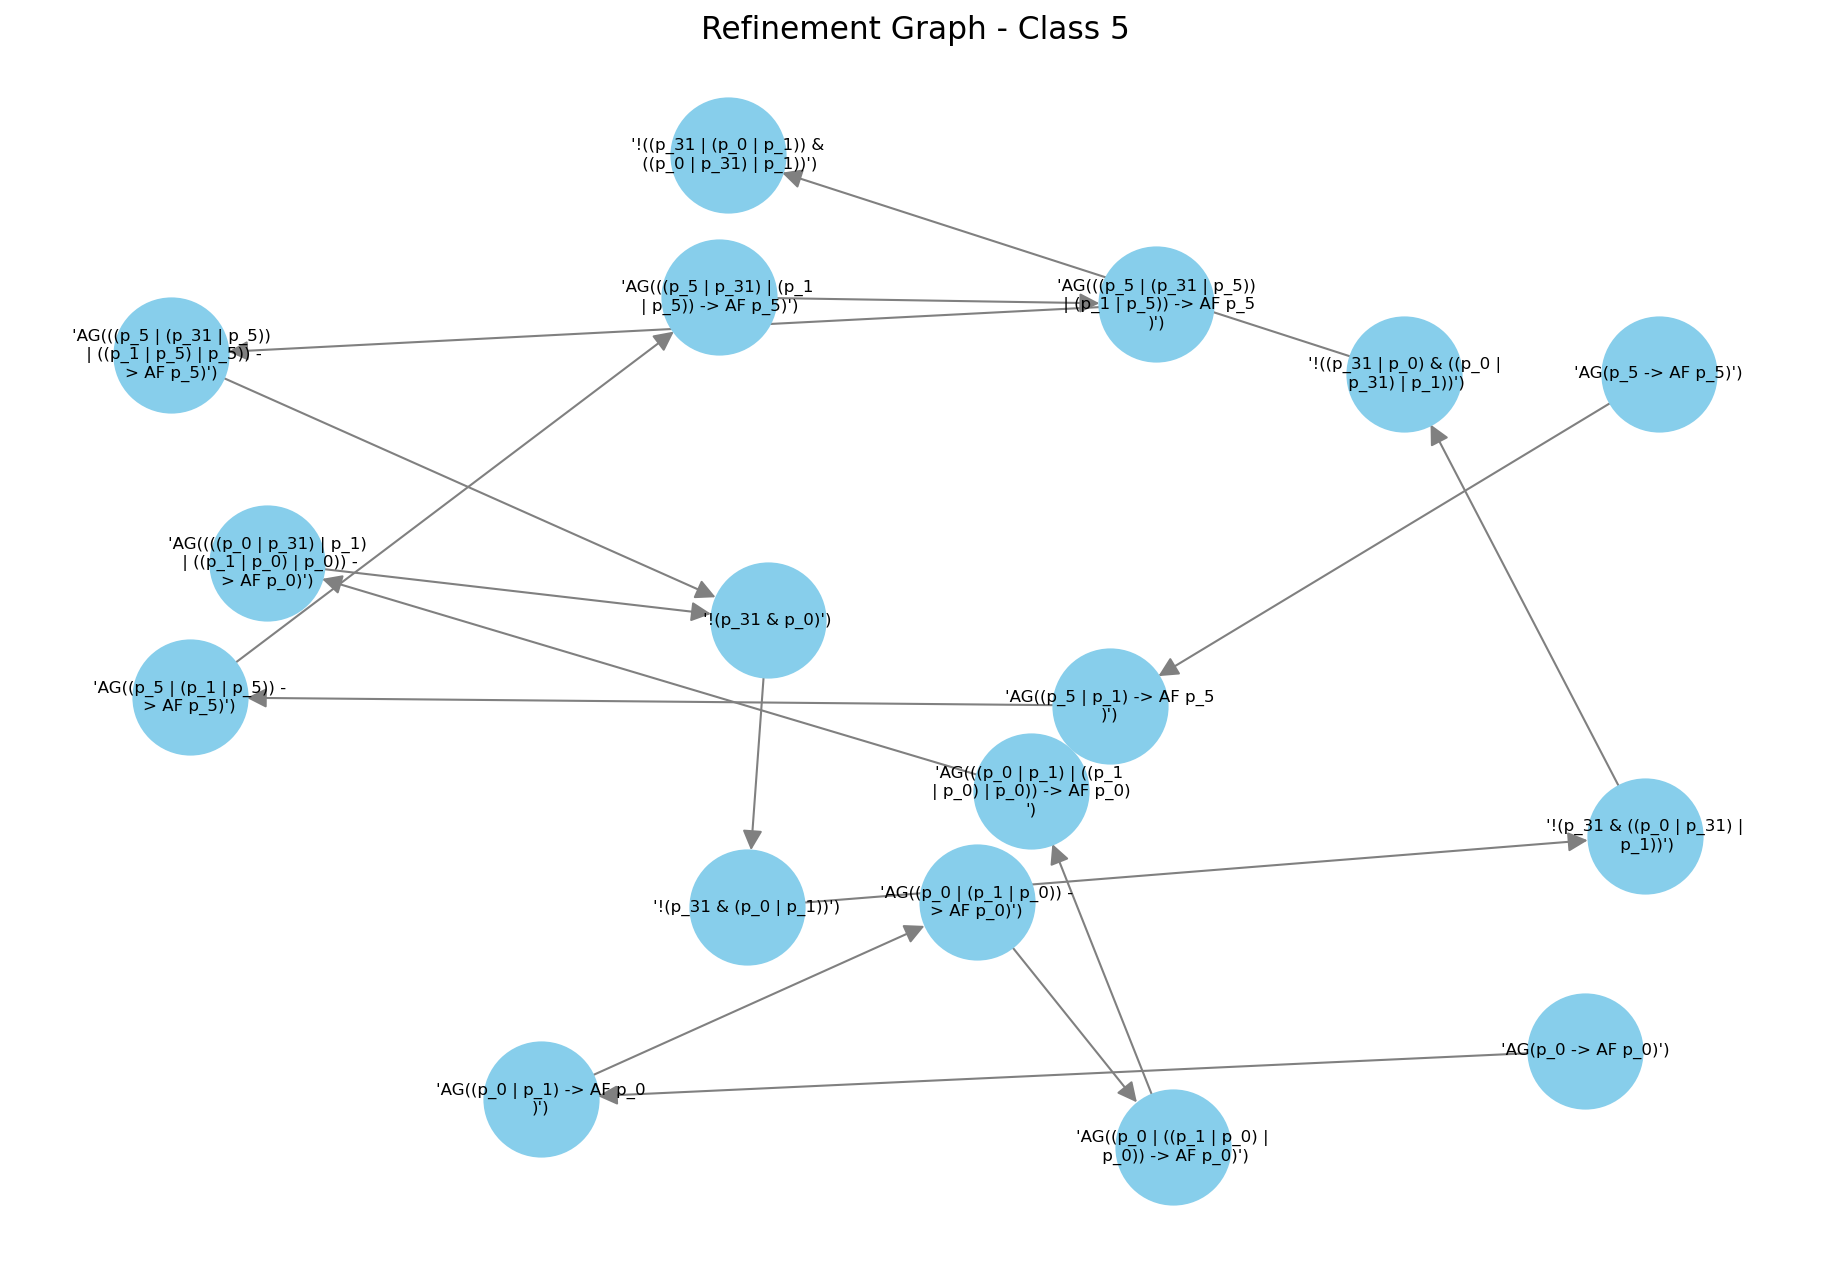 Refinement Graph - Class 5
'!((p_31 | (p_0 | p_1)) &
((p_0 | p_31) | p_1))')
'AG(((p_5 | p_31) | (p_1
| p_5)) -> AF p_5)')
'AG(((p_5 | (p_31 | p_5))
| (p_1 | p_5)) -> AF p_5
)')
'AG(((p_5 | (p_31 | p_5))
| ((p_1 | p_5) | p_5)) -
> AF p_5)')
'!((p_31 | p_0) & ((p_0 |
p_31) | p_1))')
'AG(p_5 -> AF p_5)')
'AG((((p_0 | p_31) | p_1)
| ((p_1 | p_0) | p_0)) -
> AF p_0)')
'!(p_31 & p_0)')
'AG((p_5 | (p_1 | p_5)) -
> AF p_5)')
'AG((p_5 | p_1) -> AF p_5
)')
'AG(((p_0 | p_1) | ((p_1
| p_0) | p_0)) -> AF p_0)
')
'!(p_31 & ((p_0 | p_31) |
p_1))')
'!(p_31 & (p_0 | p_1))')
'AG((p_0 | (p_1 | p_0)) -
> AF p_0)')
'AG(p_0 -> AF p_0)')
'AG((p_0 | p_1) -> AF p_0
)')
'AG((p_0 | ((p_1 | p_0) |
p_0)) -> AF p_0)')